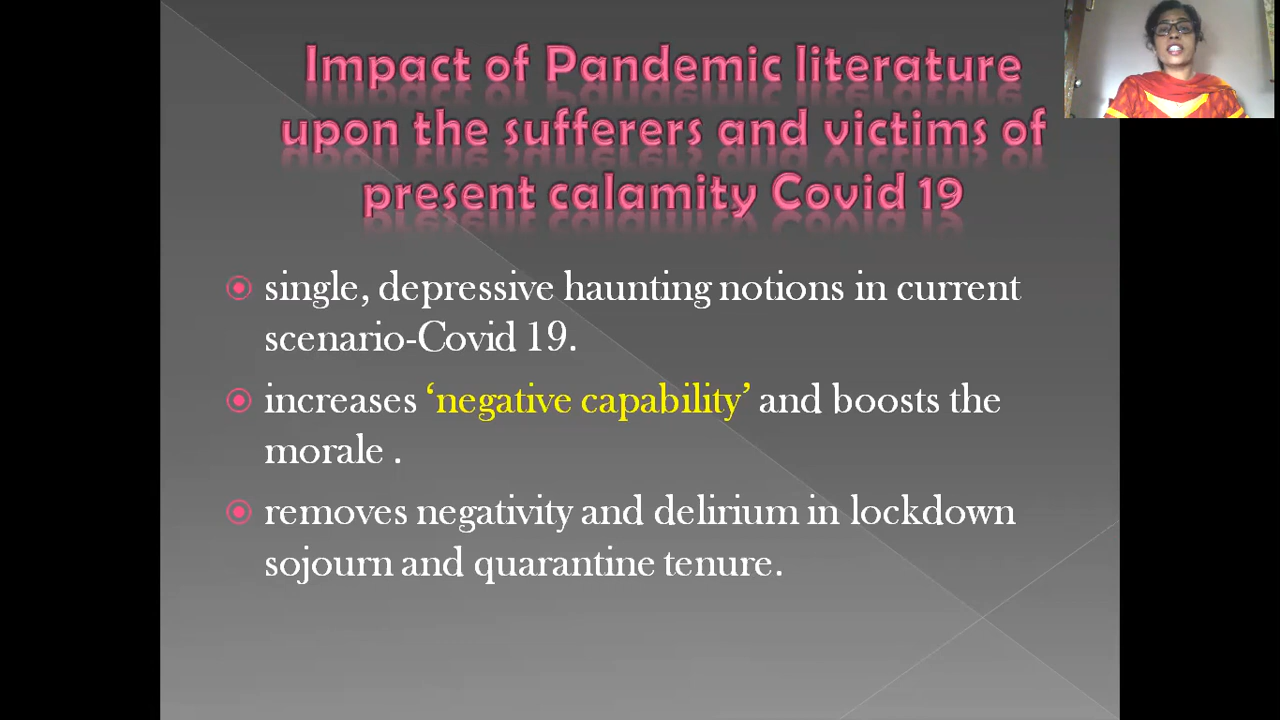 Impact of Pandemic literature
upon the sufferers and victims of
present calamity Covid 19
single, depressive haunting notions in current
scenario-Covid 19.
increases ‘negative capability’ and boosts the
morale .
removes negativity and delirium in lockdown
sojourn and quarantine tenure.